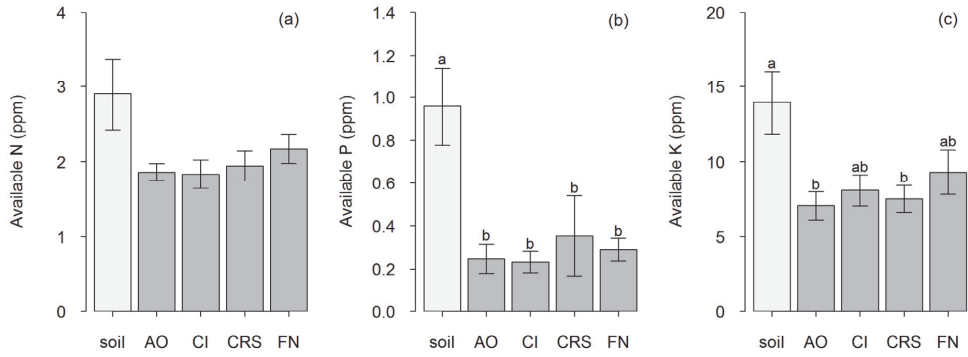 (a)
Available N (ppm)
4
3
2
1
0
soil AO CI CRS FN
(b)
Available P (ppm)
1.4
1.2
1.0
0.8
0.6
0.4
0.2
0.0
a
b
b
b
b
soil AO CI CRS FN
(c)
Available K (ppm)
20
15
10
5
0
a
b
ab
b
ab
soil AO CI CRS FN